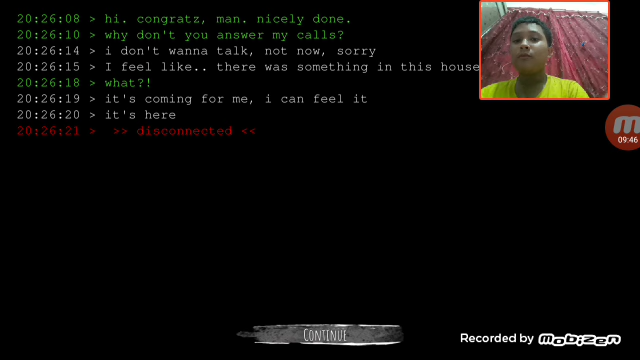 20:26:08 > hi. congratz, man. nicely done.
20:26:10 > why don't you answer my calls?
20:26:14 > i don't wanna talk, not now, sorry
20:26:15 > I feel like.. there was something in this house
20:26:18 > what?!
20:26:19 > it's coming for me, i can feel it
20:26:20 > it's here
20:26:21 > >> disconnected <<
09:46
CONTINUE
Recorded by mobizen